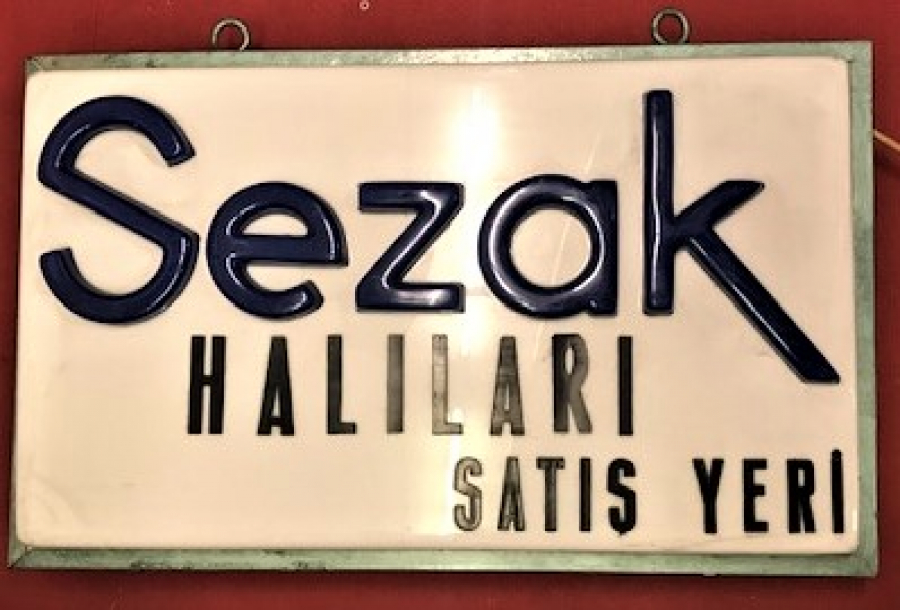 Sezak
HALILARI
SATIŞ YERİ